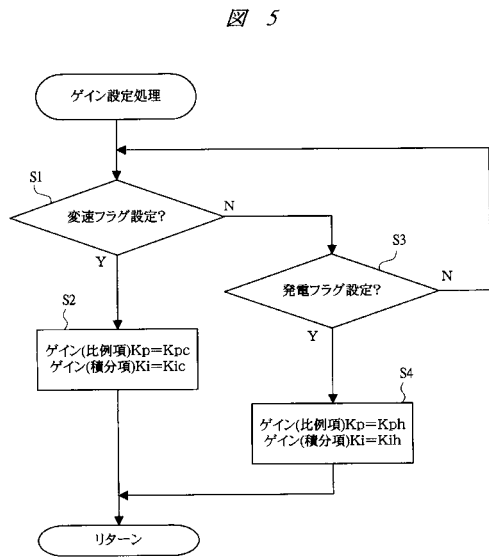 図 5
ゲイン設定処理
S1
変速フラグ設定?
N
Y
S3
発電フラグ設定?
N
Y
S2
ゲイン(比例項)Kp=Kpc
ゲイン(積分項)Ki=Kic
S4
ゲイン(比例項)Kp=Kph
ゲイン(積分項)Ki=Kih
リターン